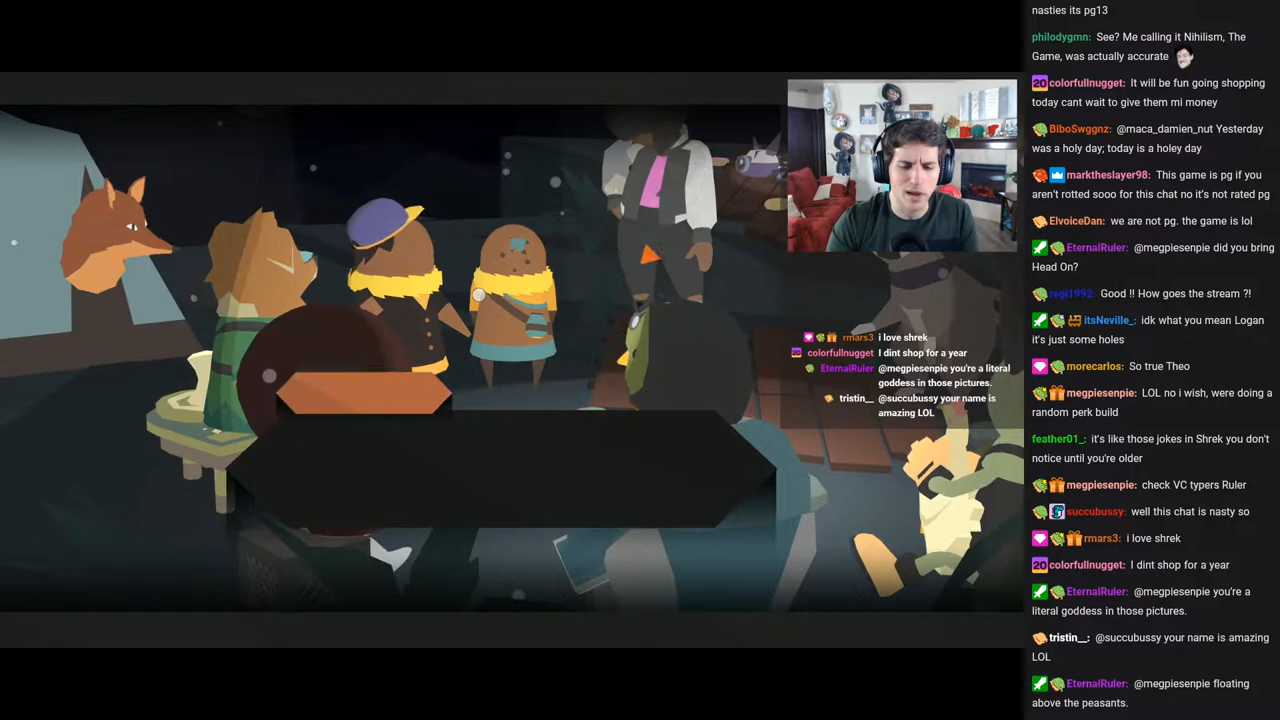 nasties its pg13
philodygmn: See? Me calling it Nihilism, The
Game, was actually accurate
20 colorfullnugget: It will be fun going shopping
today cant wait to give them mi money
BlboSwggnz: @maca_damien_nut Yesterday
was a holy day; today is a holey day
marktheslayer98: This game is pg if you
aren't rotted sooo for this chat no it's not rated pg
ElvoiceDan: we are not pg. the game is lol
EternalRuler: @megpiesenpie did you bring
Head On?
regi1992: Good !! How goes the stream ?!
itsNeville_: idk what you mean Logan
it's just some holes
morecarlos: So true Theo
megpiesenpie: LOL no i wish, were doing a
random perk build
feather01_: it's like those jokes in Shrek you don't
notice until you're older
megpiesenpie: check VC typers Ruler
succubussy: well this chat is nasty so
rmars3: i love shrek
20 colorfullnugget: I dint shop for a year
EternalRuler: @megpiesenpie you're a
literal goddess in those pictures.
tristin__: @succubussy your name is amazing
LOL
EternalRuler: @megpiesenpie floating
above the peasants.
rmars3 i love shrek
20 colorfullnugget I dint shop for a year
EternalRuler @megpiesenpie you're a literal
goddess in those pictures.
tristin__ @succubussy your name is
amazing LOL